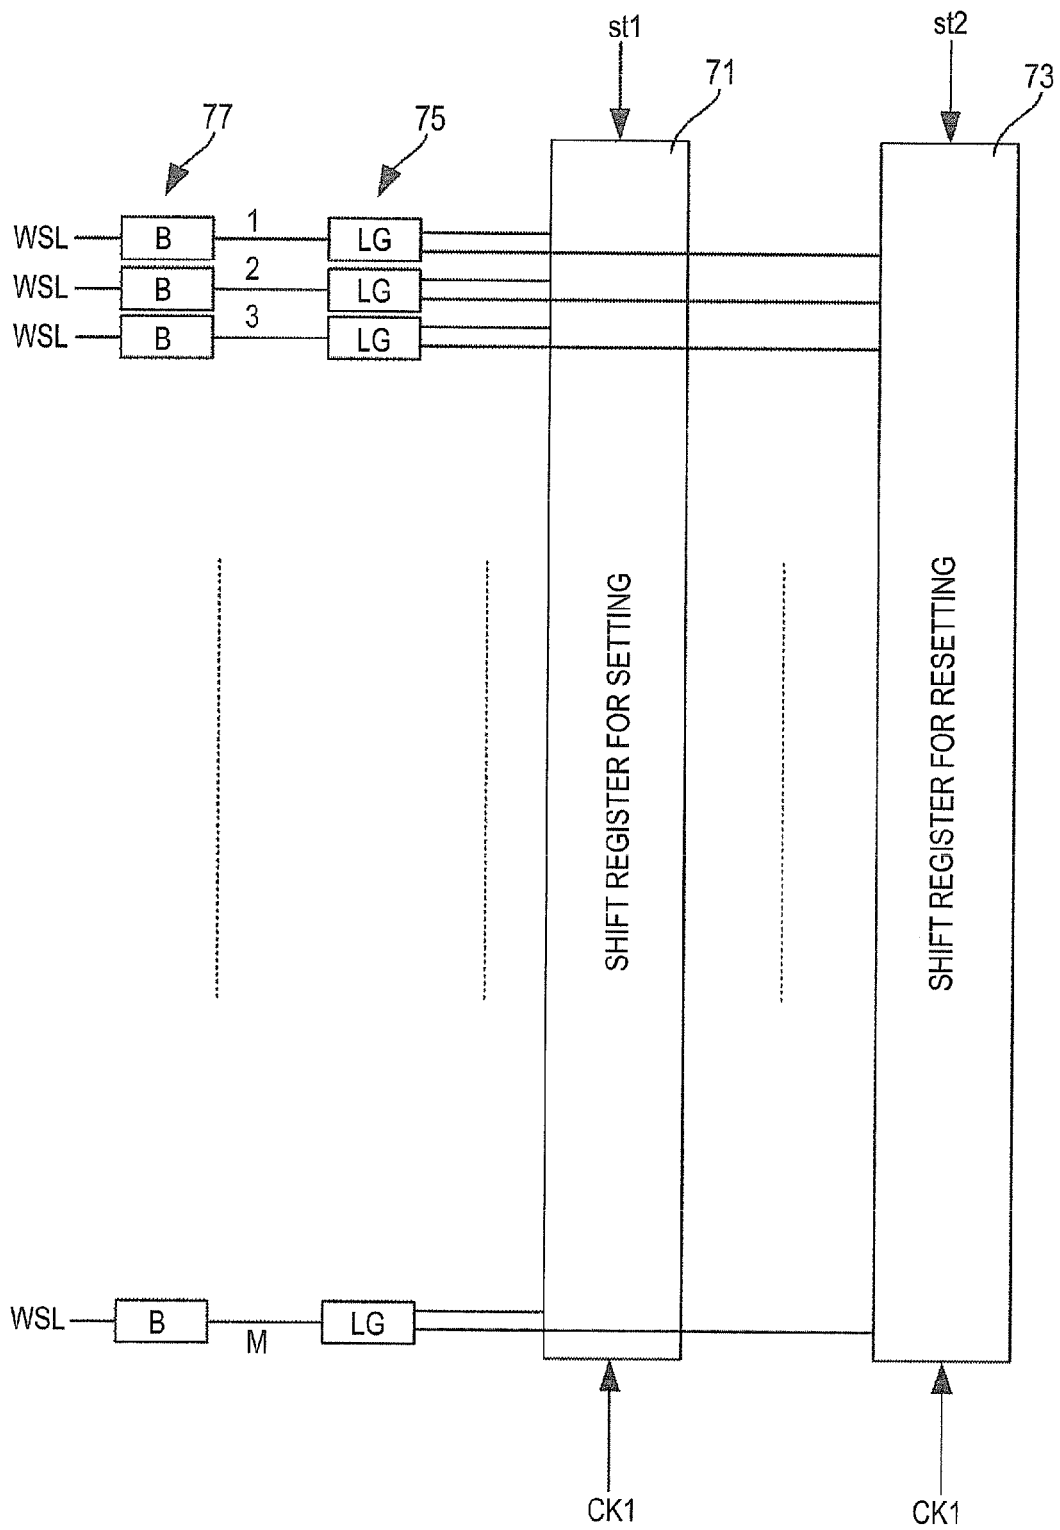 st1
st2
71
73
77
75
WSL B 1 LG
WSL B 2 LG
WSL B 3 LG
SHIFT REGISTER FOR SETTING
SHIFT REGISTER FOR RESETTING
WSL B M LG
CK1
CK1